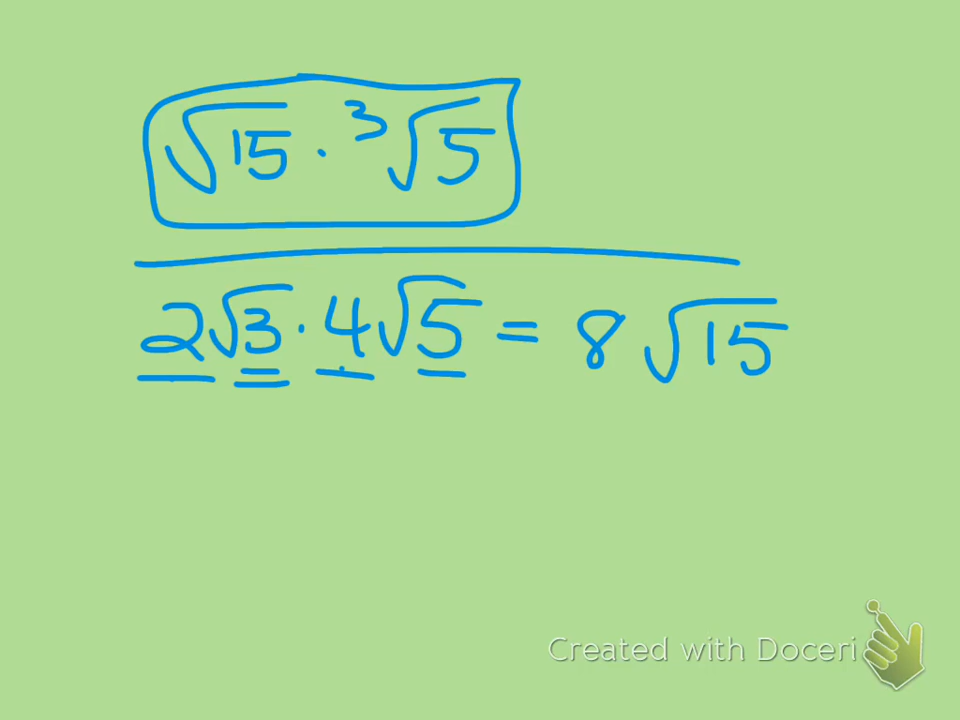 √15 · ³√5
2√3 · 4√5 = 8√15
Created with Doceri